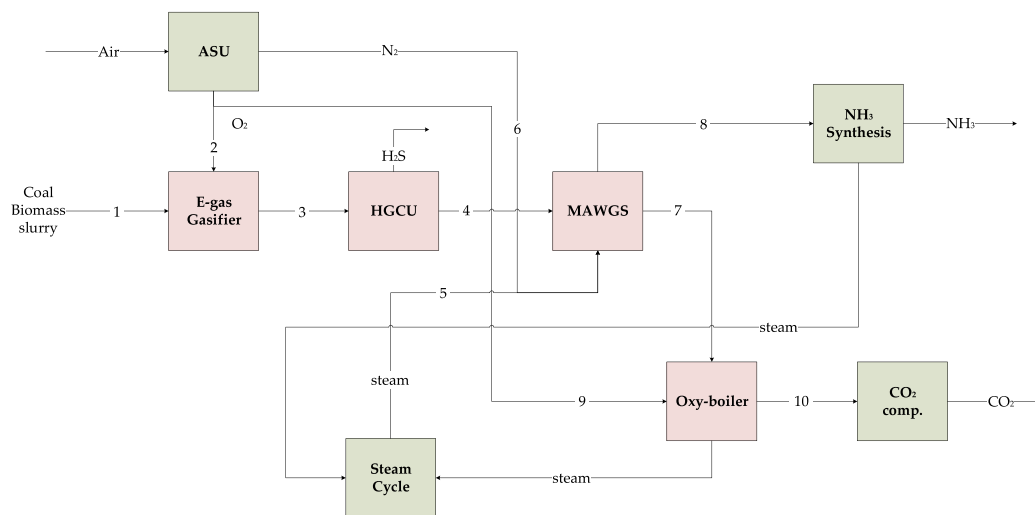 Air
ASU
N₂
O₂
6
8
NH₃
Synthesis
NH₃
2
H₂S
Coal
Biomass
slurry
1
E-gas
Gasifier
3
HGCU
4
MAWGS
7
5
steam
steam
9
Oxy-boiler
10
CO₂
comp.
CO₂
Steam
Cycle
steam